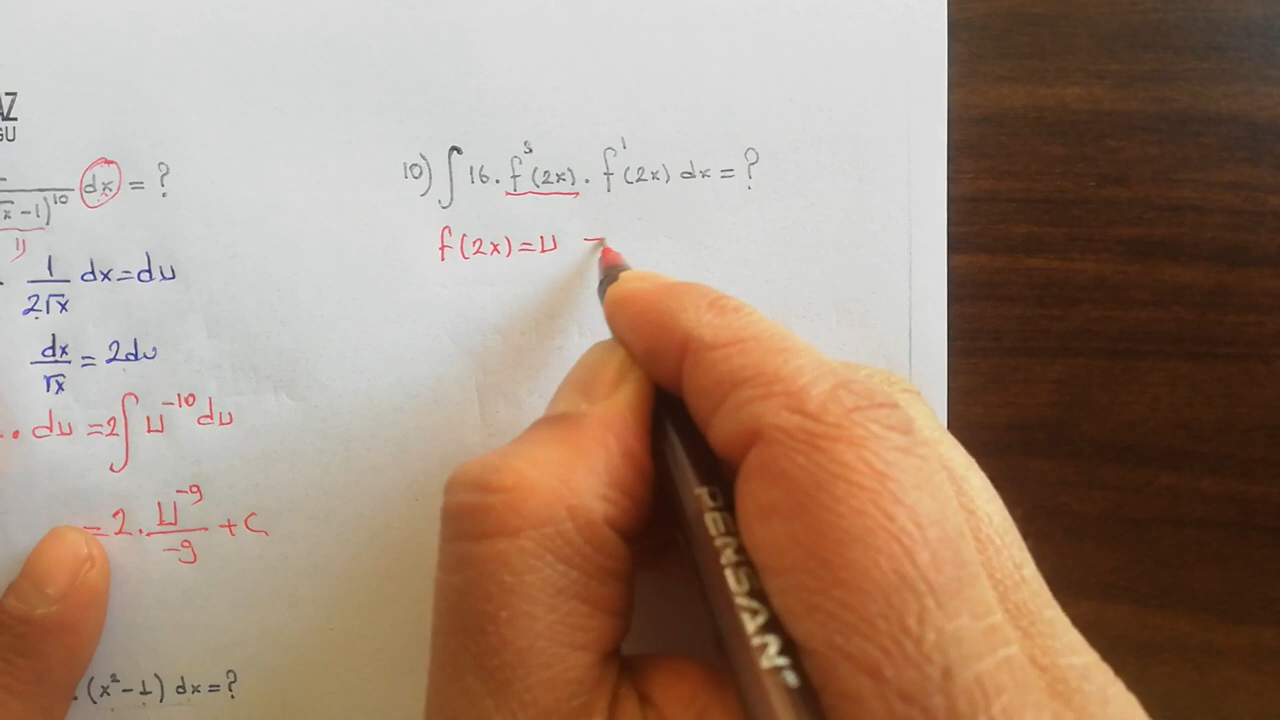 AZ
GU
(√x-1)¹⁰ dx = ?
1/(2√x) dx = du
dx/√x = 2du
du = 2∫ u⁻¹⁰ du
= 2. u⁻⁹/-9 + c
.(x²-1) dx = ?
10) ∫ 16. f³(2x). f'(2x) dx = ?
f(2x) = u
PENSAN